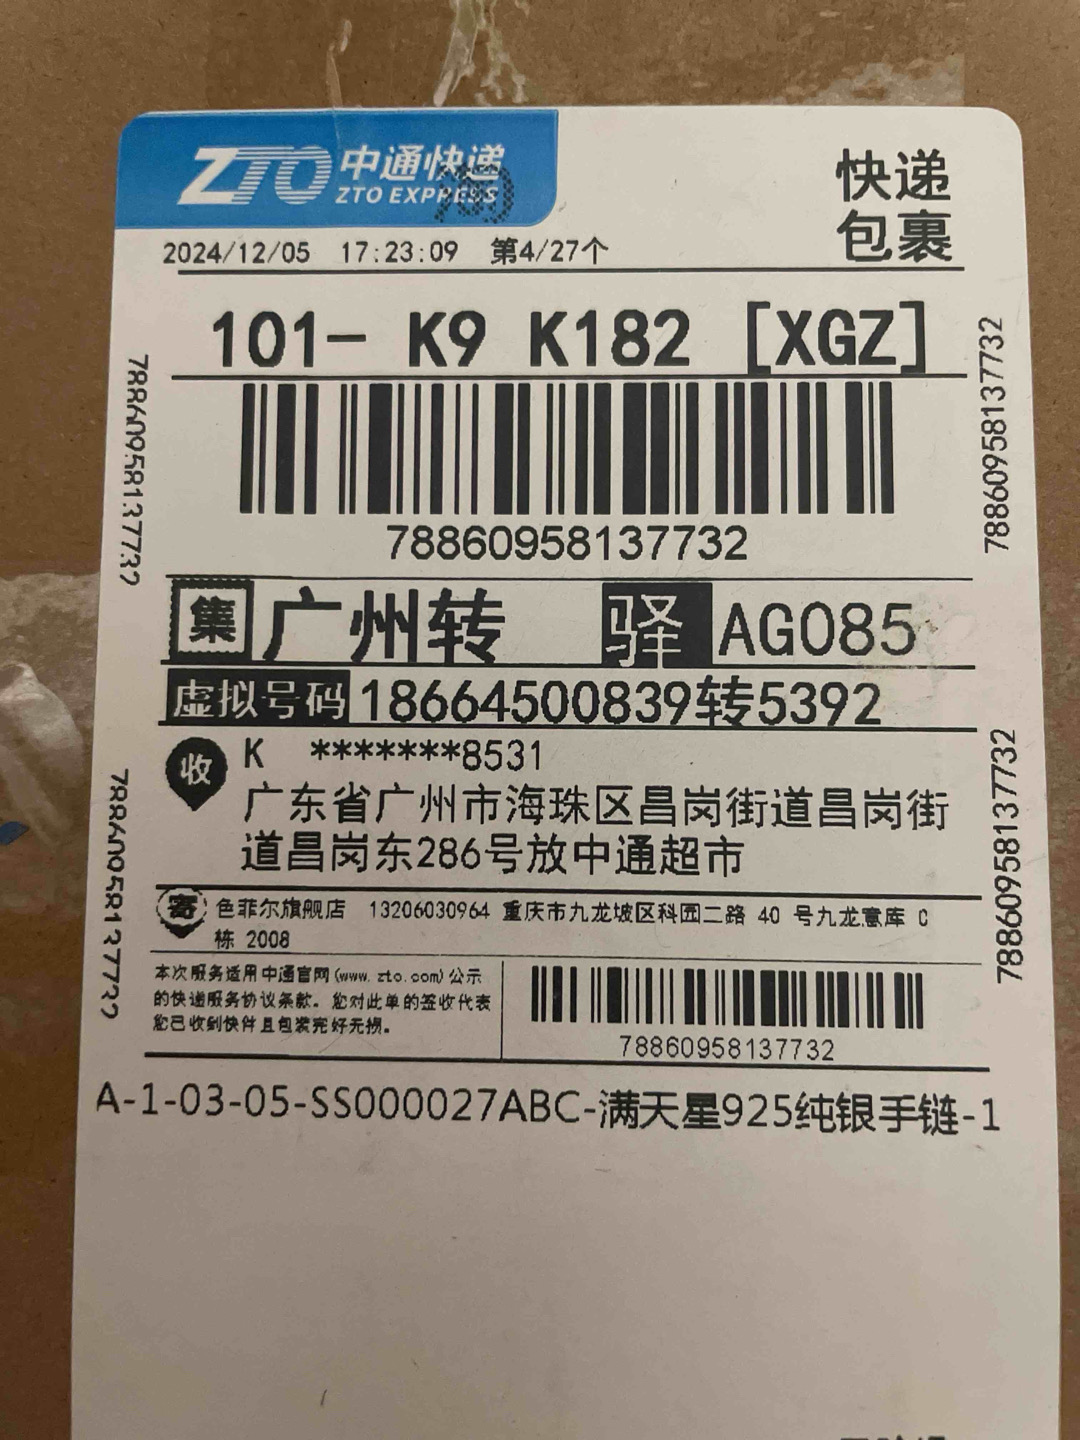 ZTO 中通快递
ZTO EXPRESS
快递
包裹
2024/12/05 17:23:09 第4/27个
101- K9 K182 [XGZ]
78860958137732
78860958137732
78860958137732
集 广州转 驿 AG085
虚拟号码 18664500839转5392
收 K *******8531
广东省广州市海珠区昌岗街道昌岗街
道昌岗东286号放中通超市
78860958137732
78860958137732
寄 色菲尔旗舰店 13206030964 重庆市九龙坡区科园二路 40 号九龙意库 C
栋 2008
本次服务适用中通官网(www.zto.com)公示
的快递服务协议条款。您对此单的签收代表
您已收到快件且包装完好无损。
78860958137732
A-1-03-05-SS000027ABC-满天星925纯银手链-1